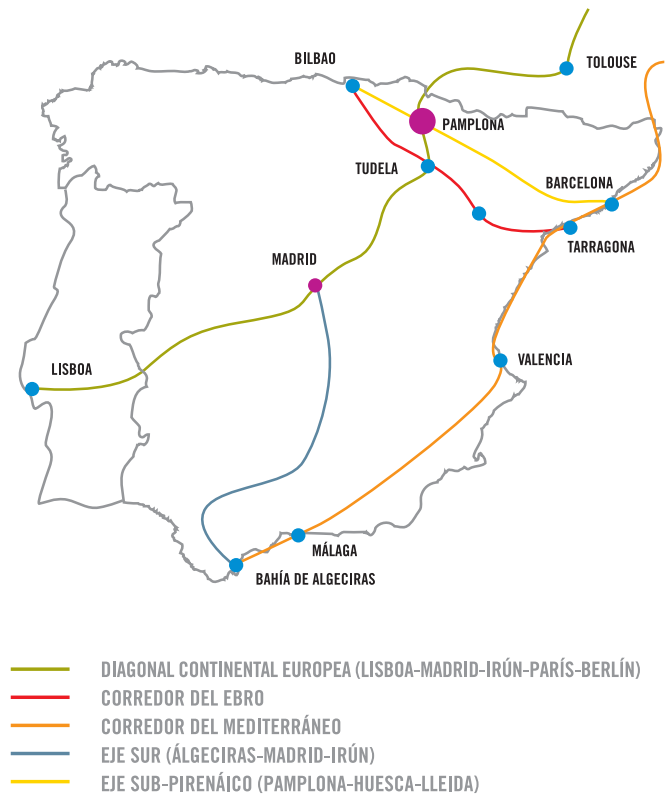 BILBAO
TOLOUSE
PAMPLONA
TUDELA
BARCELONA
TARRAGONA
MADRID
VALENCIA
LISBOA
MÁLAGA
BAHÍA DE ALGECIRAS
DIAGONAL CONTINENTAL EUROPEA (LISBOA-MADRID-IRÚN-PARÍS-BERLÍN)
CORREDOR DEL EBRO
CORREDOR DEL MEDITERRÁNEO
EJE SUR (ÁLGECIRAS-MADRID-IRÚN)
EJE SUB-PIRENÁICO (PAMPLONA-HUESCA-LLEIDA)